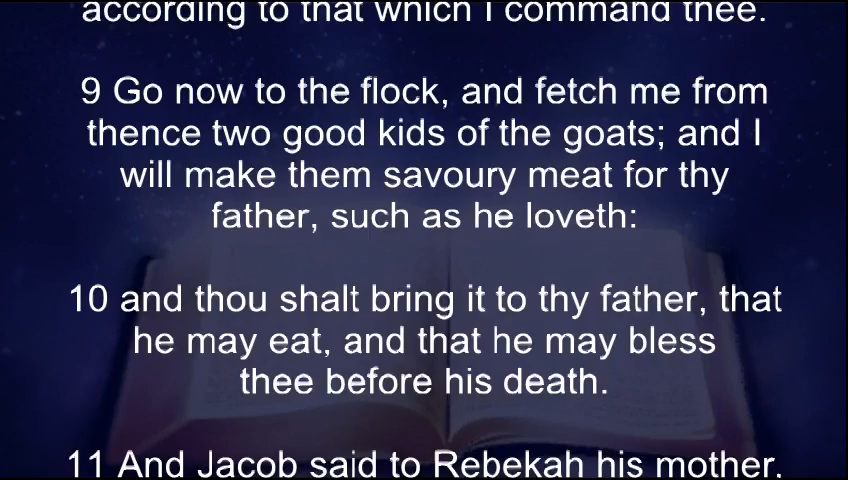 according to that which I command thee.
9 Go now to the flock, and fetch me from
thence two good kids of the goats; and I
will make them savoury meat for thy
father, such as he loveth:
10 and thou shalt bring it to thy father, that
he may eat, and that he may bless
thee before his death.
11 And Jacob said to Rebekah his mother,